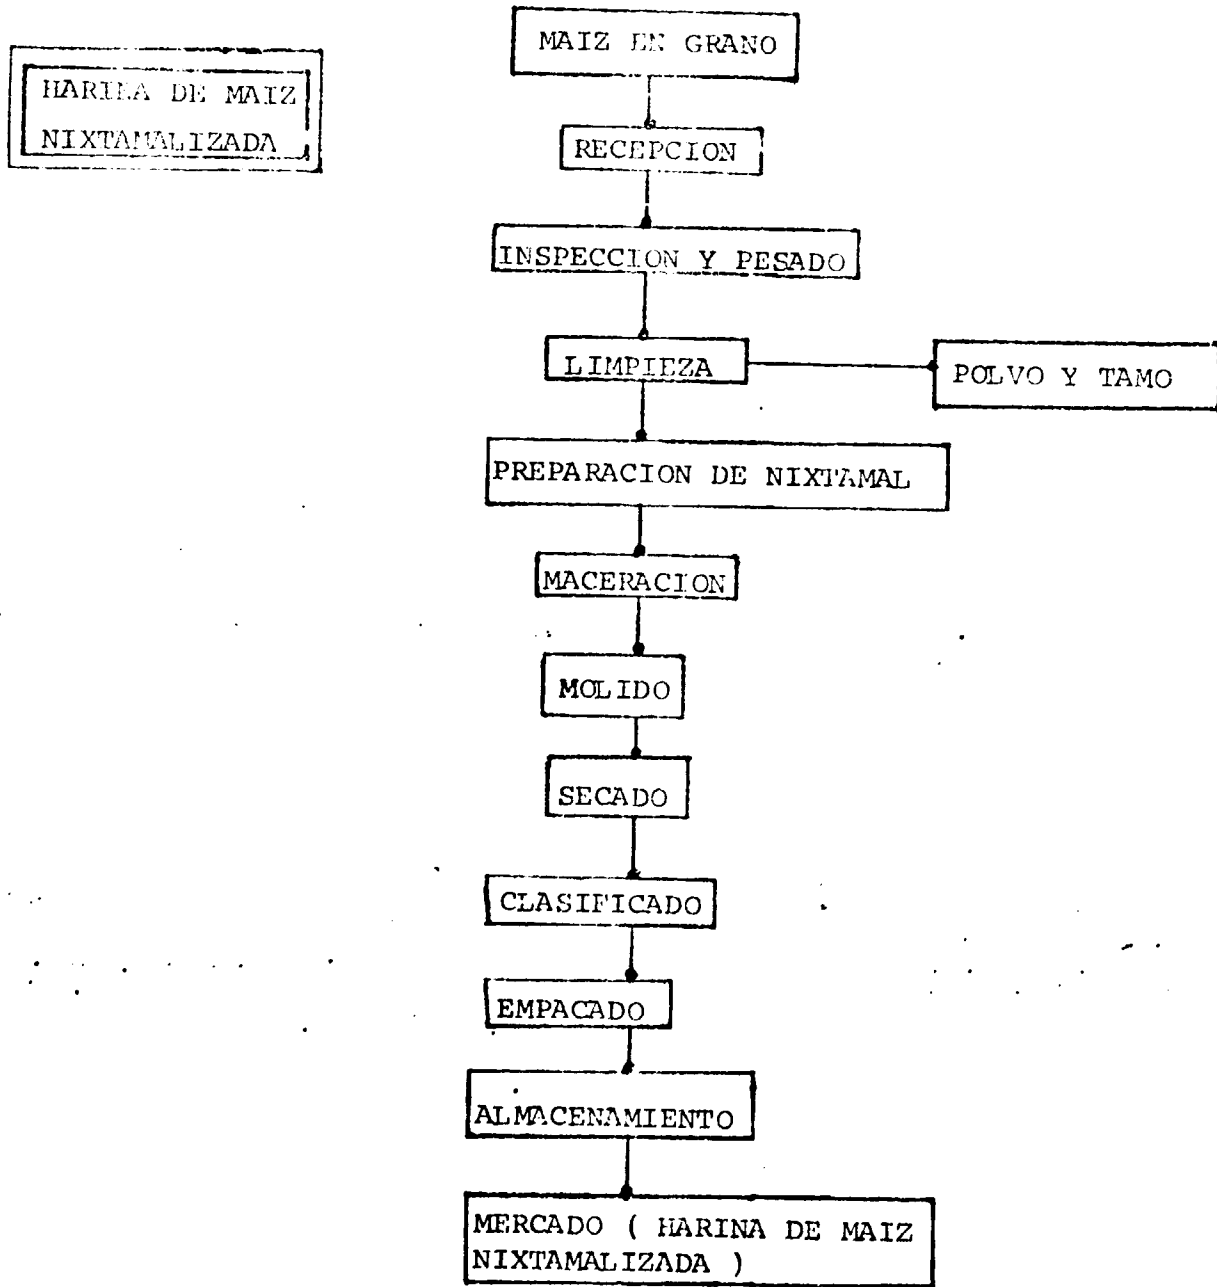 HARINA DE MAIZ
NIXTAMALIZADA
MAIZ EN GRANO
RECEPCION
INSPECCION Y PESADO
LIMPIEZA
POLVO Y TAMO
PREPARACION DE NIXTAMAL
MACERACION
MOLIDO
SECADO
CLASIFICADO
EMPACADO
ALMACENAMIENTO
MERCADO ( HARINA DE MAIZ
NIXTAMALIZADA )